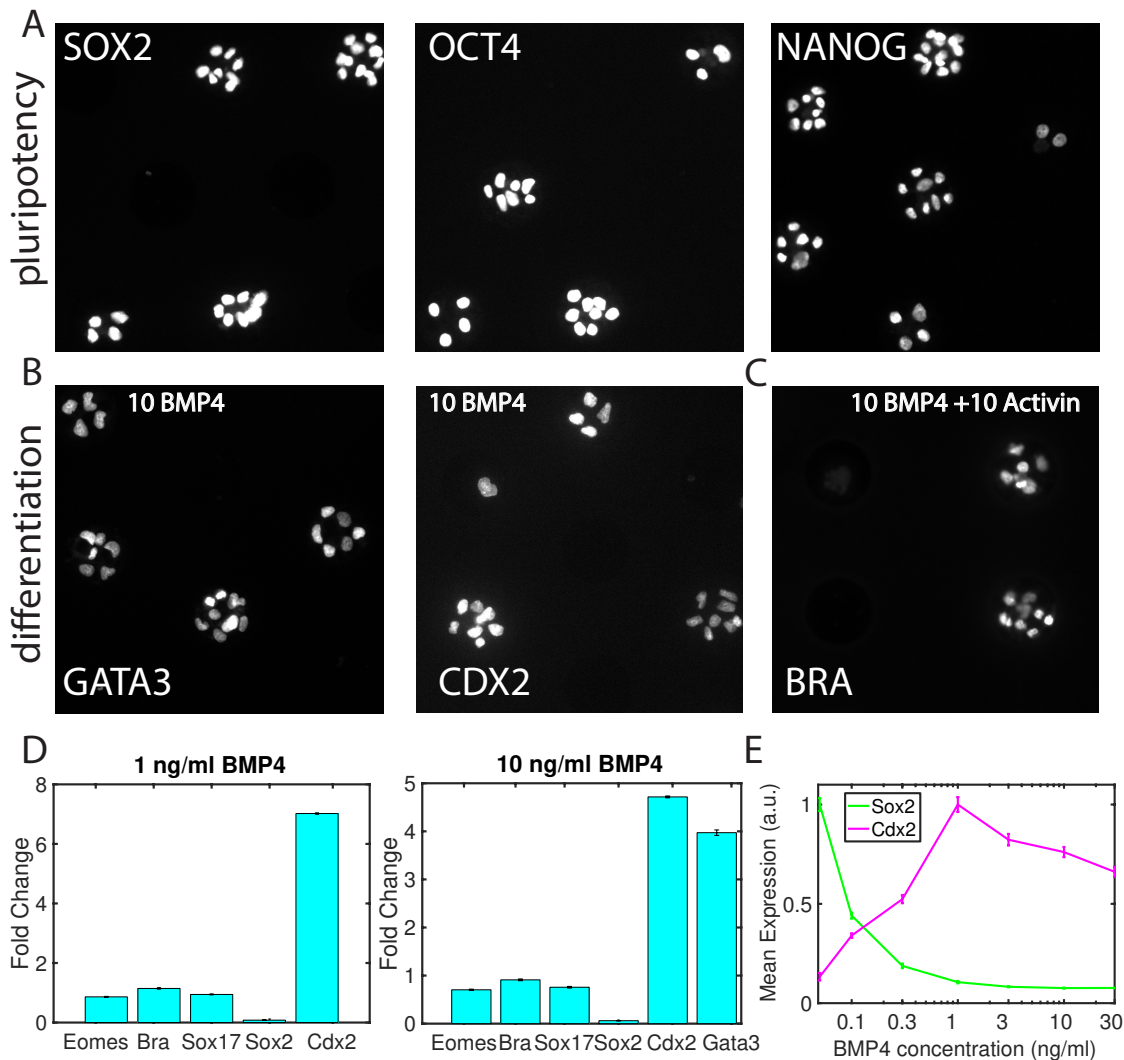 A
pluripotency
SOX2
OCT4
NANOG
B
differentiation
10 BMP4
GATA3
10 BMP4
CDX2
C
10 BMP4 +10 Activin
BRA
D
1 ng/ml BMP4
Fold Change
8
6
4
2
0
Eomes Bra Sox17 Sox2 Cdx2
10 ng/ml BMP4
Fold Change
5
4
3
2
1
0
Eomes Bra Sox17 Sox2 Cdx2 Gata3
E
Mean Expression (a.u.)
1
0.5
0
Sox2
Cdx2
0.1 0.3 1 3 10 30
BMP4 concentration (ng/ml)